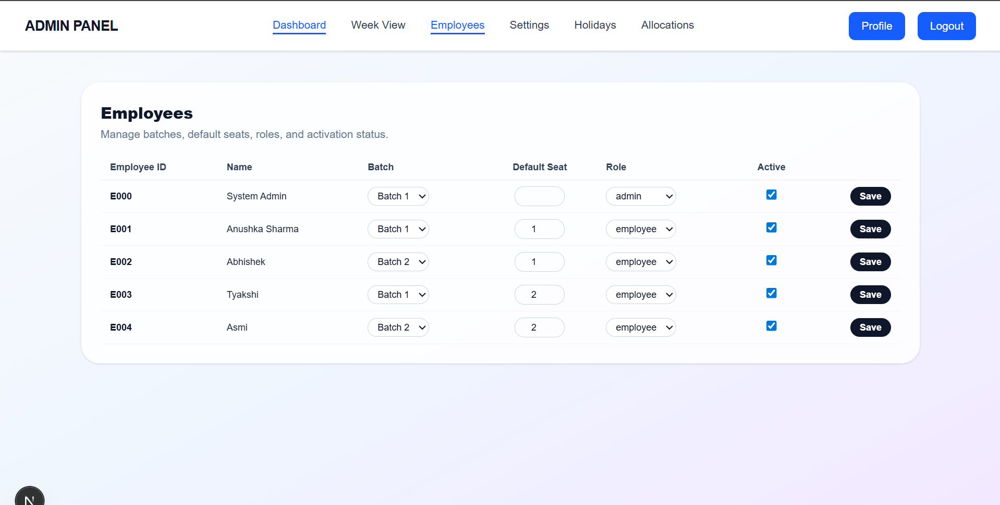 ADMIN PANEL Dashboard Week View Employees Settings Holidays Allocations Profile Logout
Employees
Manage batches, default seats, roles, and activation status.
Employee ID Name Batch Default Seat Role Active
E000 System Admin Batch 1 admin Save
E001 Anushka Sharma Batch 1 1 employee Save
E002 Abhishek Batch 2 1 employee Save
E003 Tyakshi Batch 1 2 employee Save
E004 Asmi Batch 2 2 employee Save
N